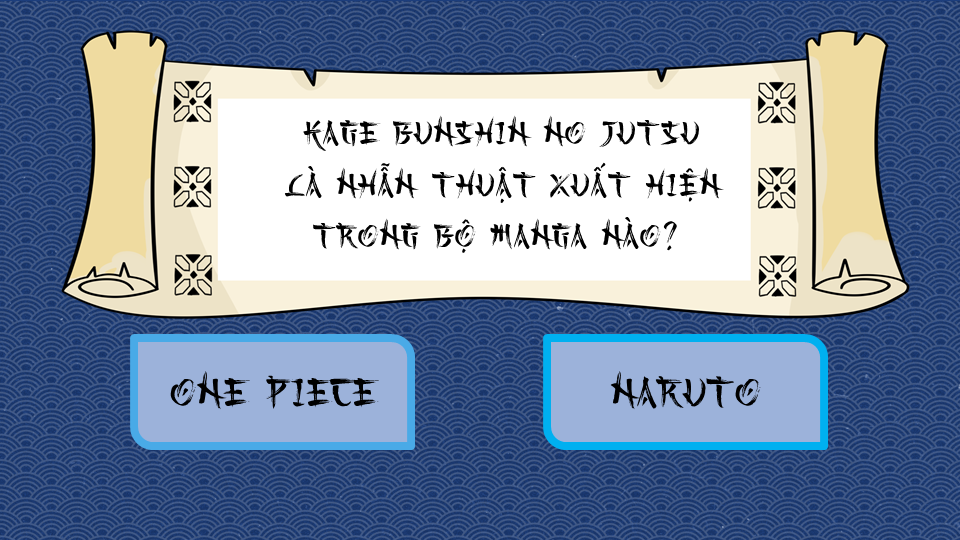 KAGE BUNSHIN NO JUTSU
LÀ NHẪN THUẬT XUẤT HIỆN
TRONG BỘ MANGA NÀO?
ONE PIECE
NARUTO